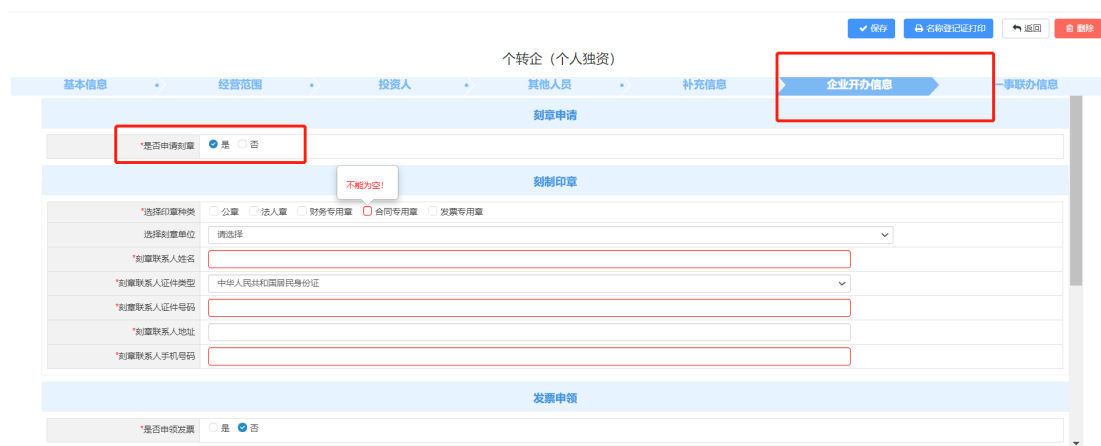 保存 名称登记证打印 返回 删除
个转企（个人独资）
基本信息 经营范围 投资人 其他人员 补充信息 企业开办信息 一事联办信息
刻章申请
*是否申请刻章 是 否
刻制印章
不能为空！
*选择印章种类 公章 法人章 财务专用章 合同专用章 发票专用章
选择刻章单位 请选择
*刻章联系人姓名
*刻章联系人证件类型 中华人民共和国居民身份证
*刻章联系人证件号码
*刻章联系人地址
*刻章联系人手机号码
发票申领
*是否申领发票 是 否